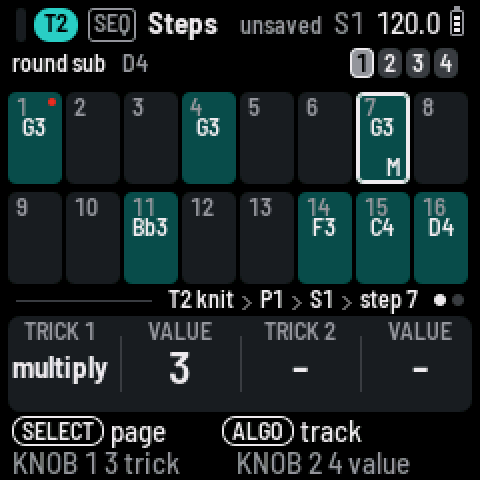 T2 SEQ Steps unsaved S1 120.0
round sub D4 1 2 3 4
1 2 3 4 5 6 7 8
G3 G3 G3
M
9 10 11 12 13 14 15 16
Bb3 F3 C4 D4
T2 knit > P1 > S1 > step 7
TRICK 1 VALUE TRICK 2 VALUE
multiply 3 - -
SELECT page ALGO track
KNOB 1 3 trick KNOB 2 4 value